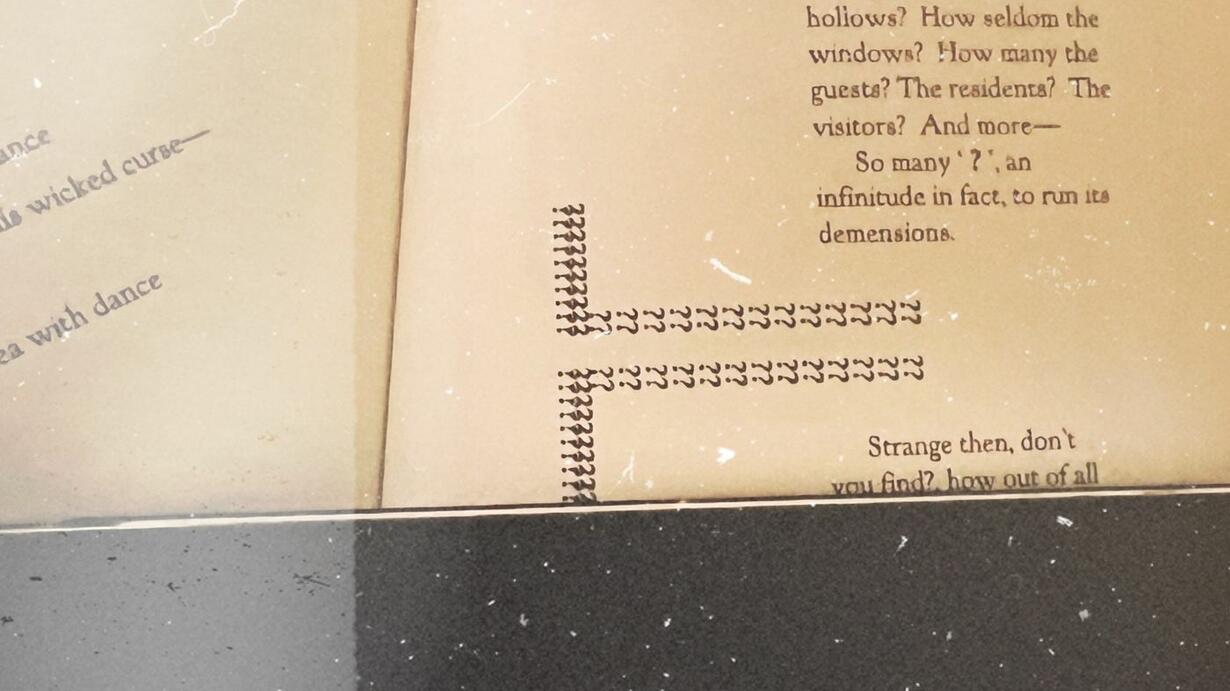 ance
wicked curse—
with dance
hollows? How seldom the
windows? How many the
guests? The residents? The
visitors? And more—
So many ‘?’, an
infinitude in fact, to run its
demensions.
Strange then, don't
you find?, how out of all